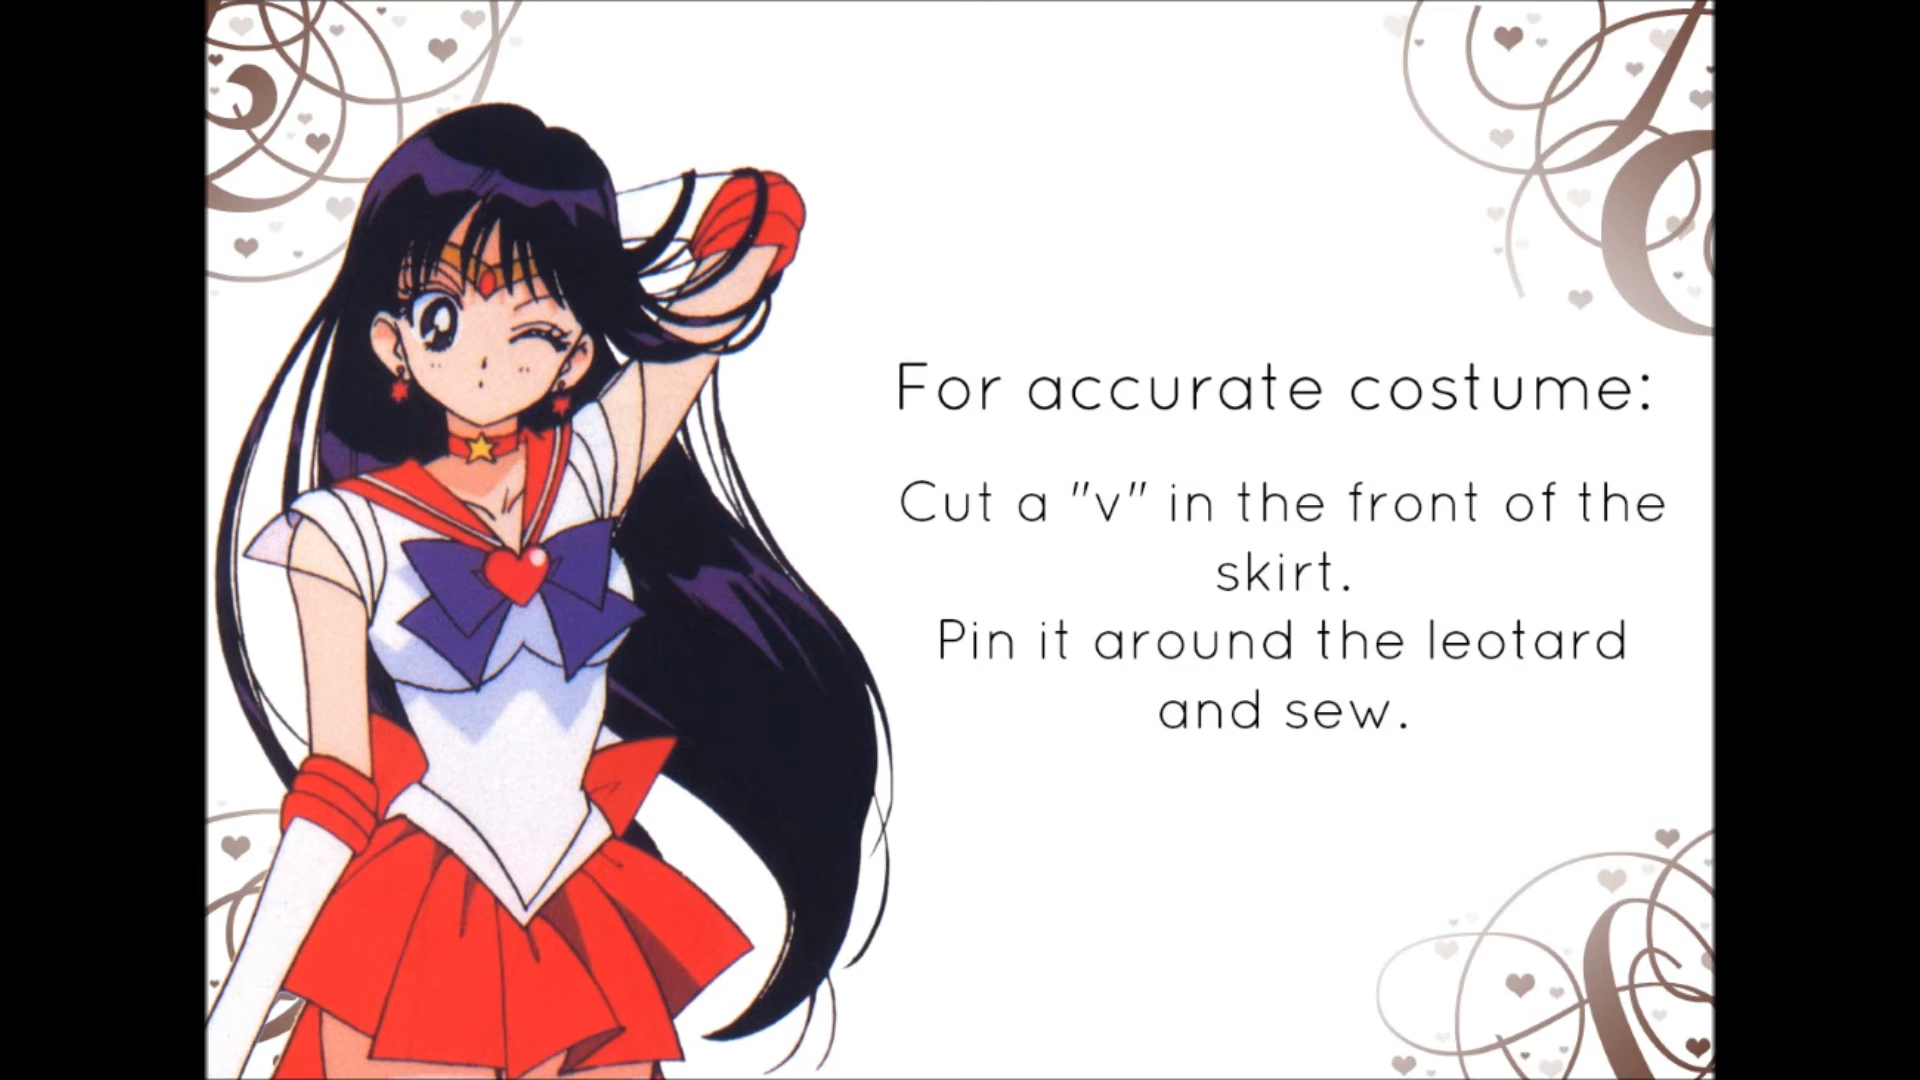 For accurate costume:
Cut a "v" in the front of the
skirt.
Pin it around the leotard
and sew.